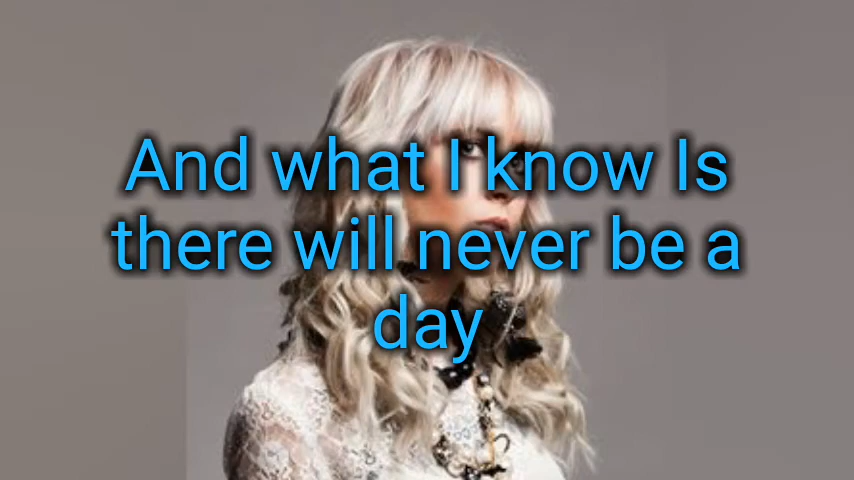 And what I know Is
there will never be a
day